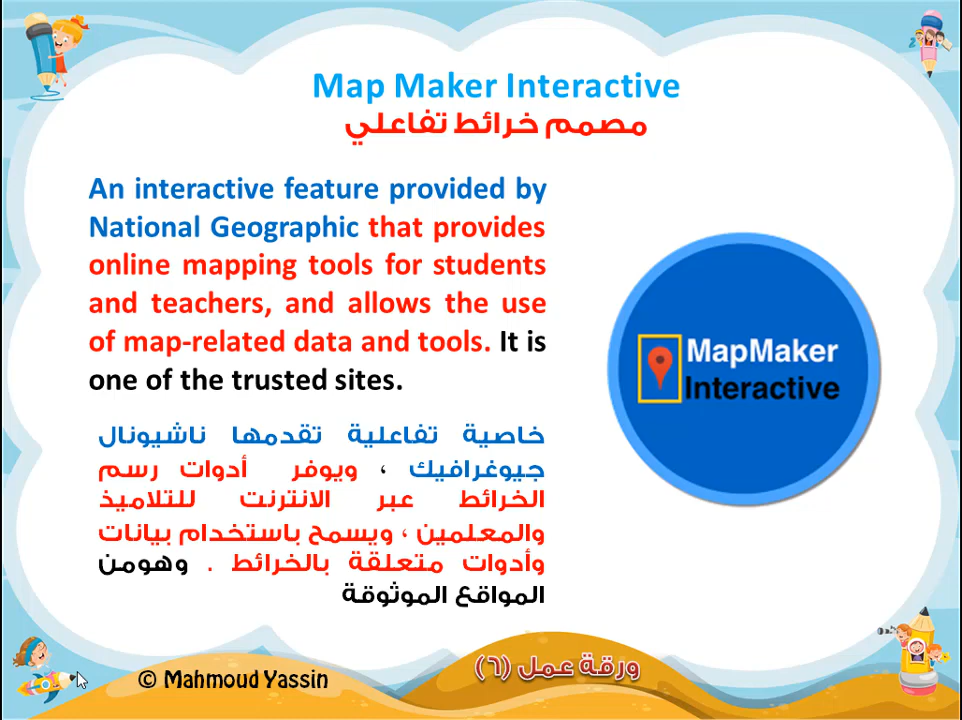 Map Maker Interactive
مصمم خرائط تفاعلي
An interactive feature provided by
National Geographic that provides
online mapping tools for students
and teachers, and allows the use
of map-related data and tools. It is
one of the trusted sites.
MapMaker
Interactive
خاصية تفاعلية تقدمها ناشيونال
جيوغرافيك ، ويوفر أدوات رسم
الخرائط عبر الانترنت للتلاميذ
والمعلمين ، ويسمح باستخدام بيانات
وأدوات متعلقة بالخرائط . وهومن
المواقع الموثوقة
© Mahmoud Yassin
ورقة عمل (٦)